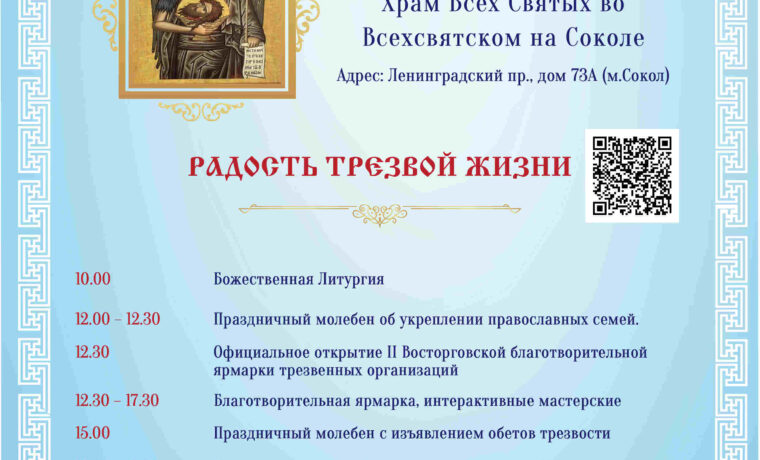 Храм Всех Святых во
Всехсвятском на Соколе
Адрес: Ленинградский пр., дом 73А (м.Сокол)
РАДОСТЬ ТРЕЗВОЙ ЖИЗНИ
10.00 Божественная Литургия
12.00 – 12.30 Праздничный молебен об укреплении православных семей.
12.30 Официальное открытие II Восторговской благотворительной
ярмарки трезвенных организаций
12.30 – 17.30 Благотворительная ярмарка, интерактивные мастерские
15.00 Праздничный молебен с изъявлением обетов трезвости